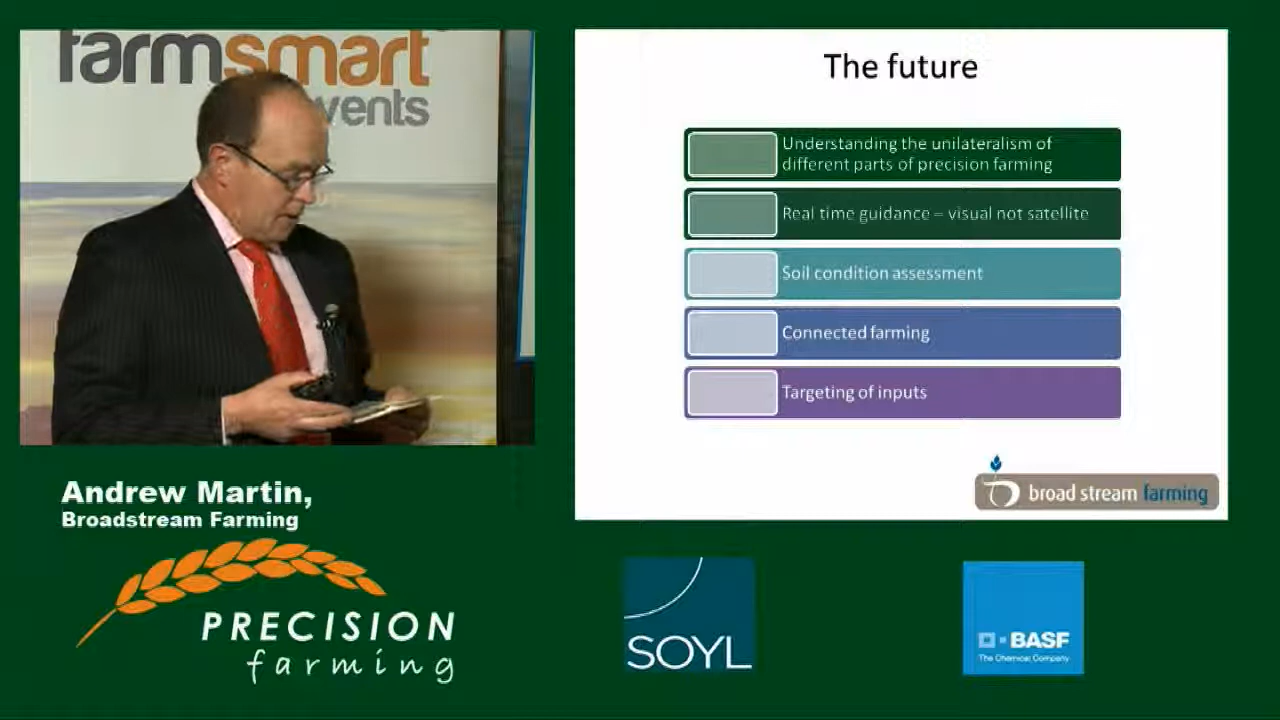 farmsmart
vents
The future
Understanding the unilateralism of
different parts of precision farming
Real time guidance – visual not satellite
Soil condition assessment
Connected farming
Targeting of inputs
broad stream farming
Andrew Martin,
Broadstream Farming
PRECISION
farming
SOYL
BASF
The Chemical Company